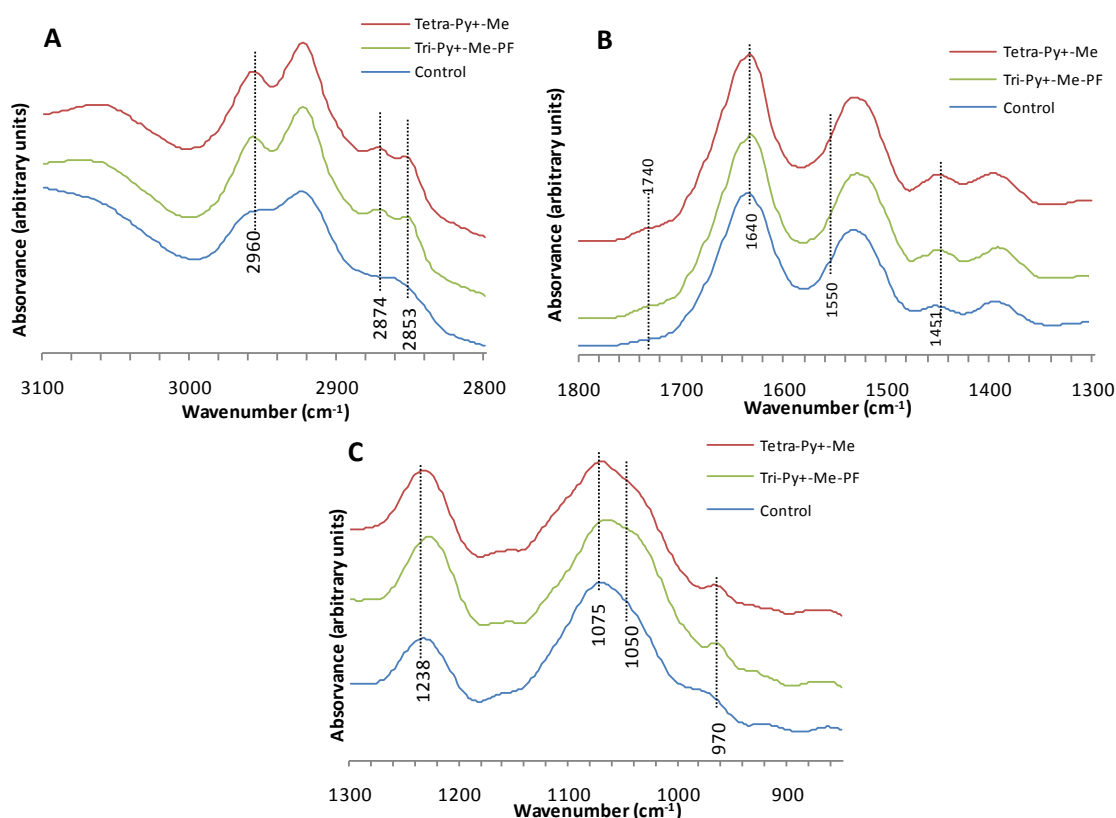 A
Tetra-Py+-Me
Tri-Py+-Me-PF
Control
Absorvance (arbitrary units)
2960
2874
2853
3100 3000 2900 2800
Wavenumber (cm-1)
B
Tetra-Py+-Me
Tri-Py+-Me-PF
Control
Absorvance (arbitrary units)
1740
1640
1550
1451
1800 1700 1600 1500 1400 1300
Wavenumber (cm-1)
C
Tetra-Py+-Me
Tri-Py+-Me-PF
Control
Absorvance (arbitrary units)
1238
1075
1050
970
1300 1200 1100 1000 900
Wavenumber (cm-1)